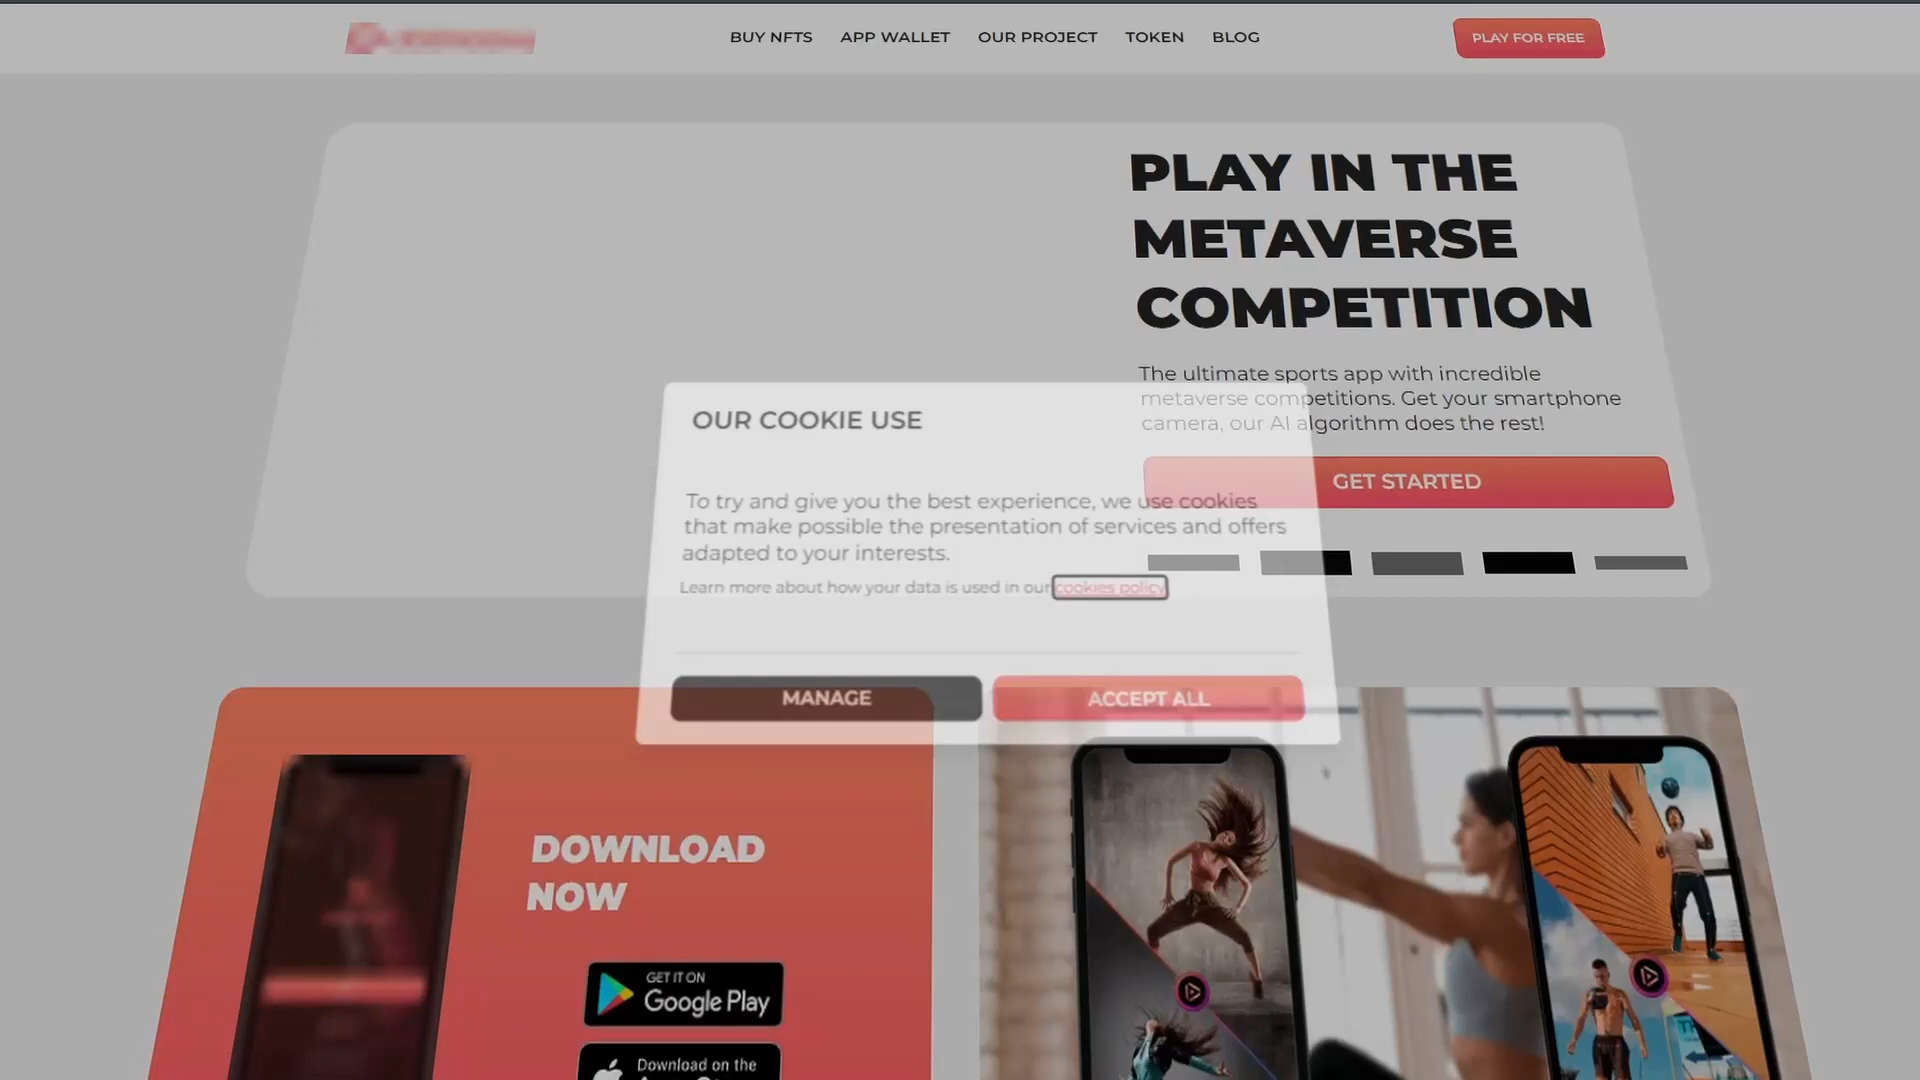 BUY NFTS
APP WALLET
OUR PROJECT
TOKEN
BLOG
PLAY FOR FREE
PLAY IN THE
METAVERSE
COMPETITION
The ultimate sports app with incredible
metaverse competitions. Get your smartphone
camera, our AI algorithm does the rest!
GET STARTED
OUR COOKIE USE
To try and give you the best experience, we use cookies
that make possible the presentation of services and offers
adapted to your interests.
Learn more about how your data is used in our cookies policy.
MANAGE
ACCEPT ALL
DOWNLOAD
NOW
GET IT ON
Google Play
Download on the